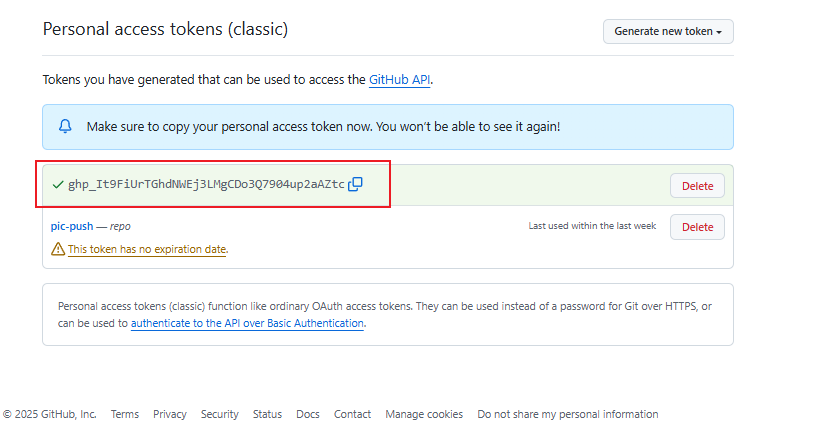 Personal access tokens (classic)
Generate new token
Tokens you have generated that can be used to access the GitHub API.
Make sure to copy your personal access token now. You won't be able to see it again!
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
Delete
pic-push — repo
Last used within the last week
Delete
This token has no expiration date.
Personal access tokens (classic) function like ordinary OAuth access tokens. They can be used instead of a password for Git over HTTPS, or
can be used to authenticate to the API over Basic Authentication.
© 2025 GitHub, Inc. Terms Privacy Security Status Docs Contact Manage cookies Do not share my personal information